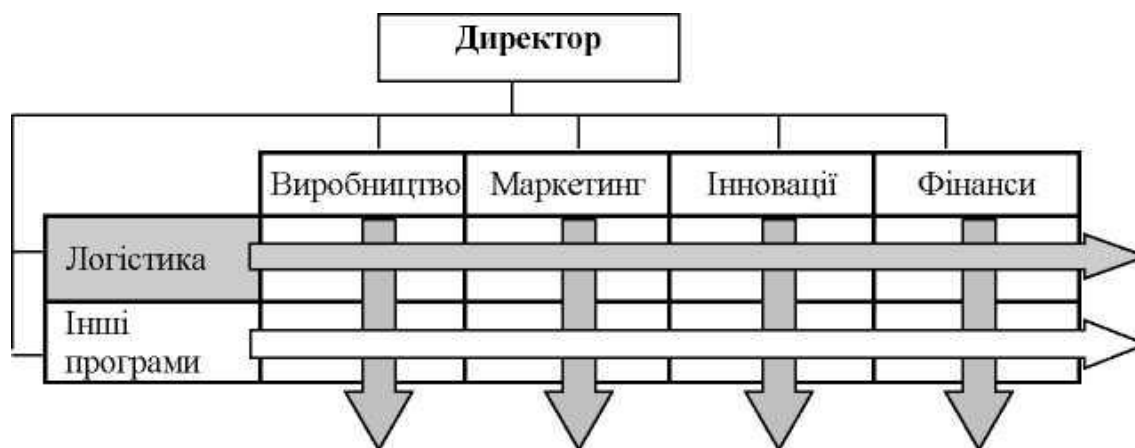 Директор
Виробництво Маркетинг Інновації Фінанси
Логістика
Інші
програми